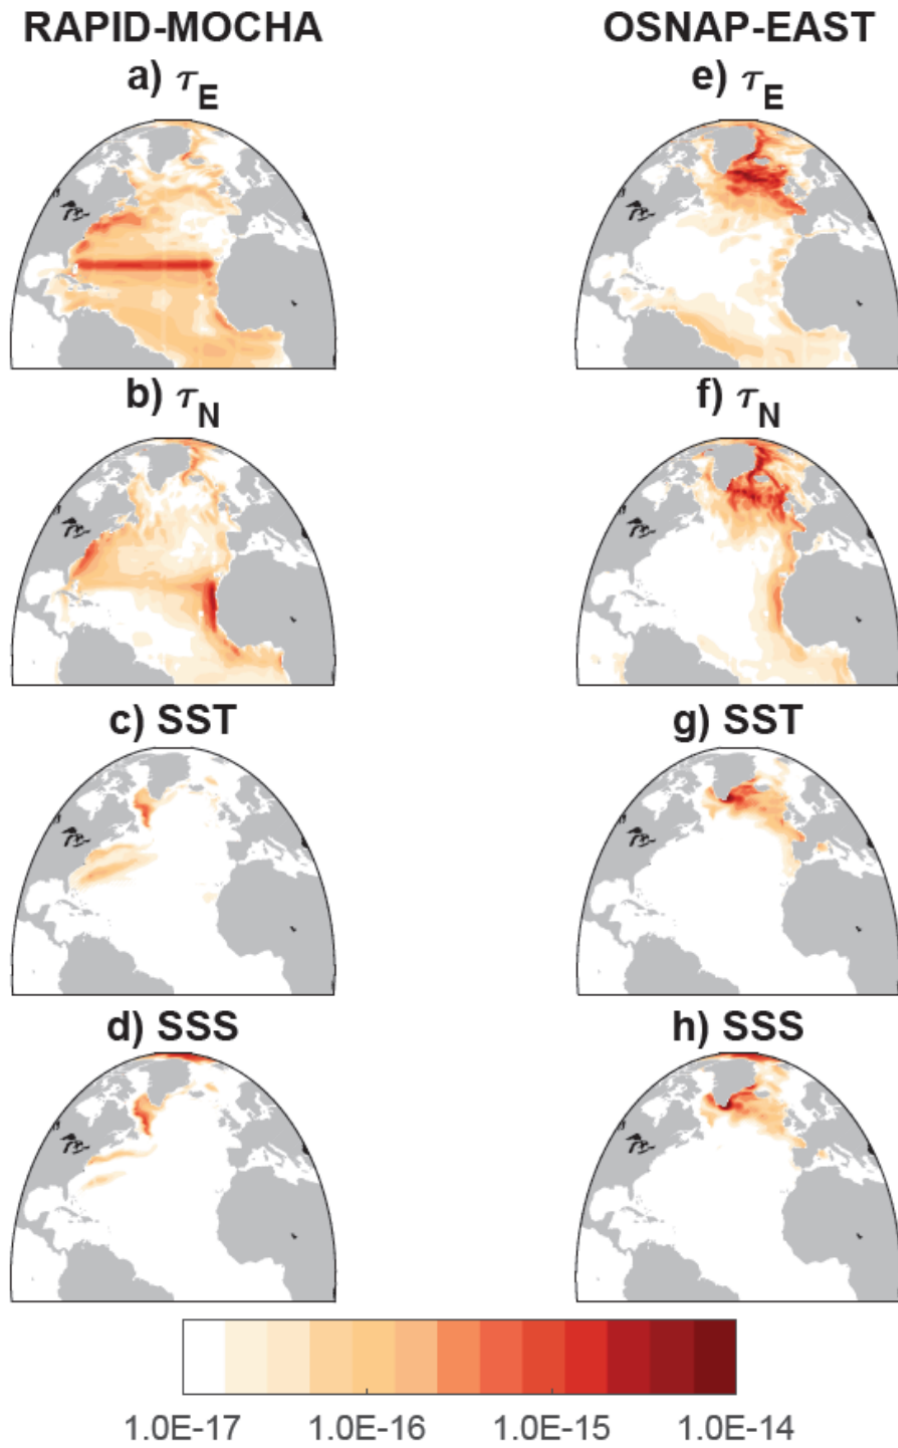 RAPID-MOCHA OSNAP-EAST
a) τE e) τE
b) τN f) τN
c) SST g) SST
d) SSS h) SSS
1.0E-17 1.0E-16 1.0E-15 1.0E-14